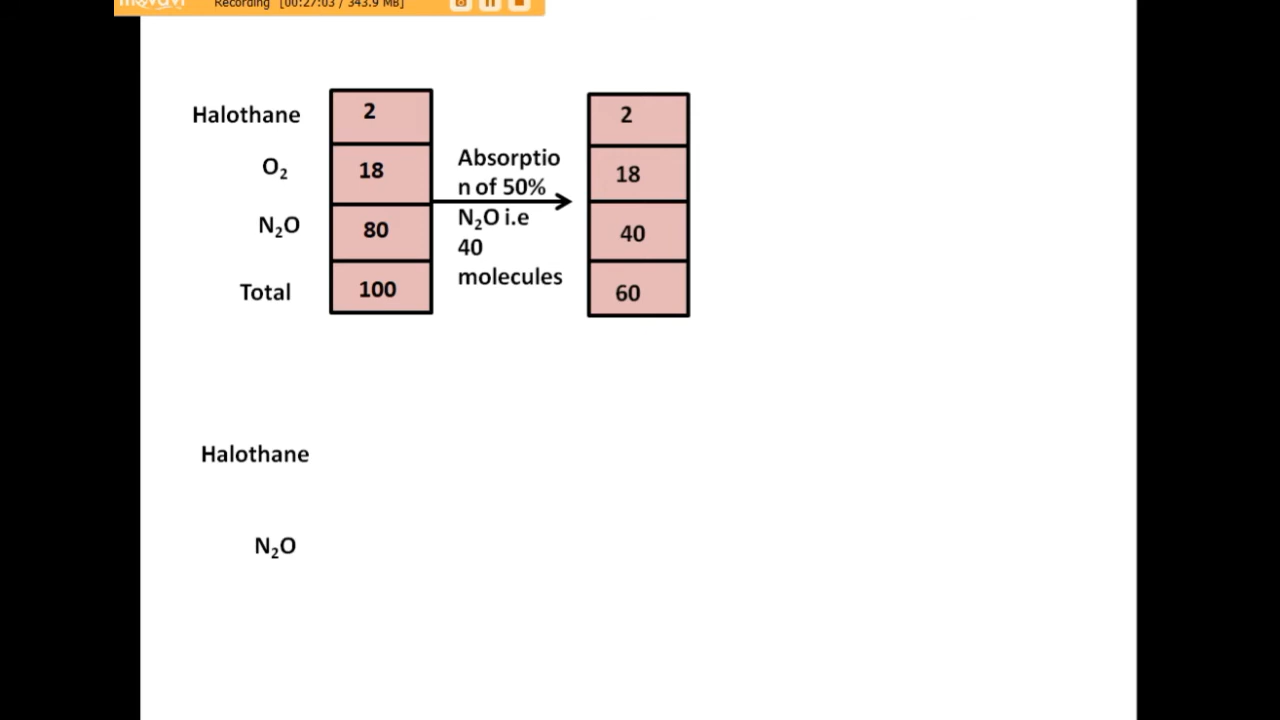 movavi Recording [00:27:03 / 343.9 MB]
Halothane 2 2
O₂ 18 Absorptio 18
n of 50%
N₂O 80 N₂O i.e 40
40
molecules
Total 100 60
Halothane
N₂O